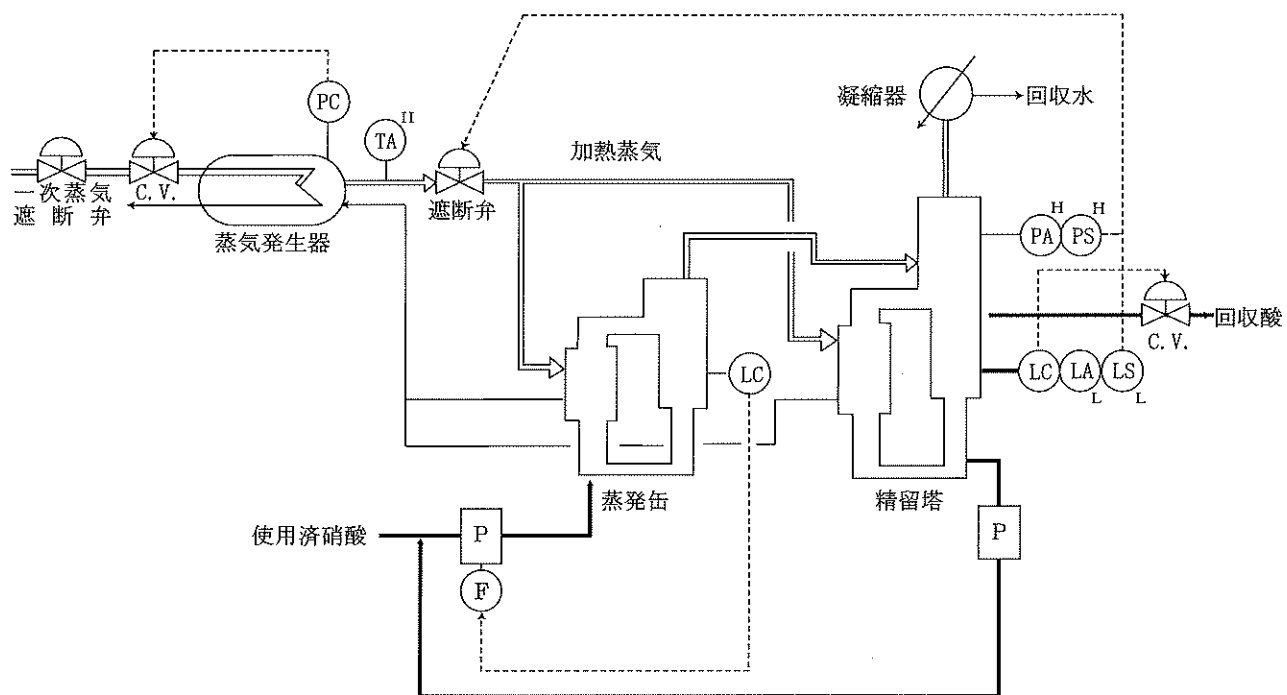 凝縮器
回収水
PC
TA
H
加熱蒸気
一次蒸気
遮断弁
C.V.
蒸気発生器
遮断弁
H
H
PA
PS
回収酸
C.V.
LC
LC
LA
LS
L
L
蒸発缶
精留塔
使用済硝酸
P
P
F